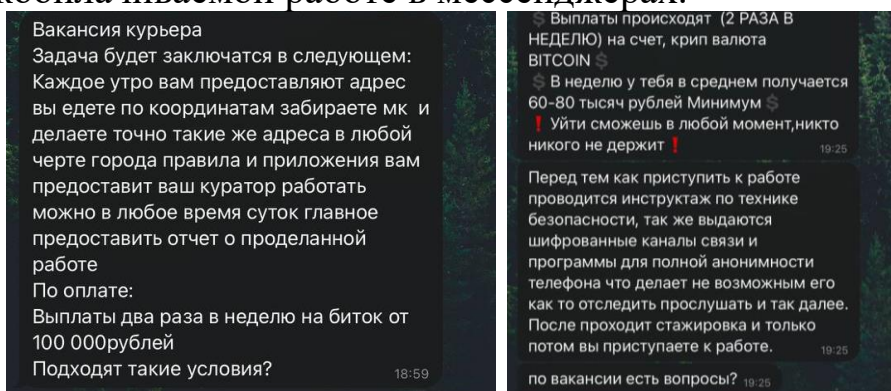 высокооплачиваемой работе в мессенджерах.
Вакансия курьера
Задача будет заключатся в следующем:
Каждое утро вам предоставляют адрес
вы едете по координатам забираете мк и
делаете точно такие же адреса в любой
черте города правила и приложения вам
предоставит ваш куратор работать
можно в любое время суток главное
предоставить отчет о проделанной
работе
По оплате:
Выплаты два раза в неделю на биток от
100 000рублей
Подходят такие условия?
18:59
$ Выплаты происходят (2 РАЗА В
НЕДЕЛЮ) на счет, крип валюта
BITCOIN $
$ В неделю у тебя в среднем получается
60-80 тысяч рублей Минимум $
❗ Уйти сможешь в любой момент,никто
никого не держит ❗
19:25
Перед тем как приступить к работе
проводится инструктаж по технике
безопасности, так же выдаются
шифрованные каналы связи и
программы для полной анонимности
телефона что делает не возможным его
как то отследить прослушать и так далее.
После проходит стажировка и только
потом вы приступаете к работе.
19:25
по вакансии есть вопросы? 19:25